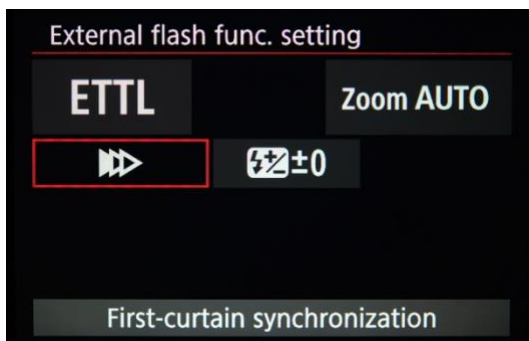 External flash func. setting
ETTL
Zoom AUTO
±0
First-curtain synchronization